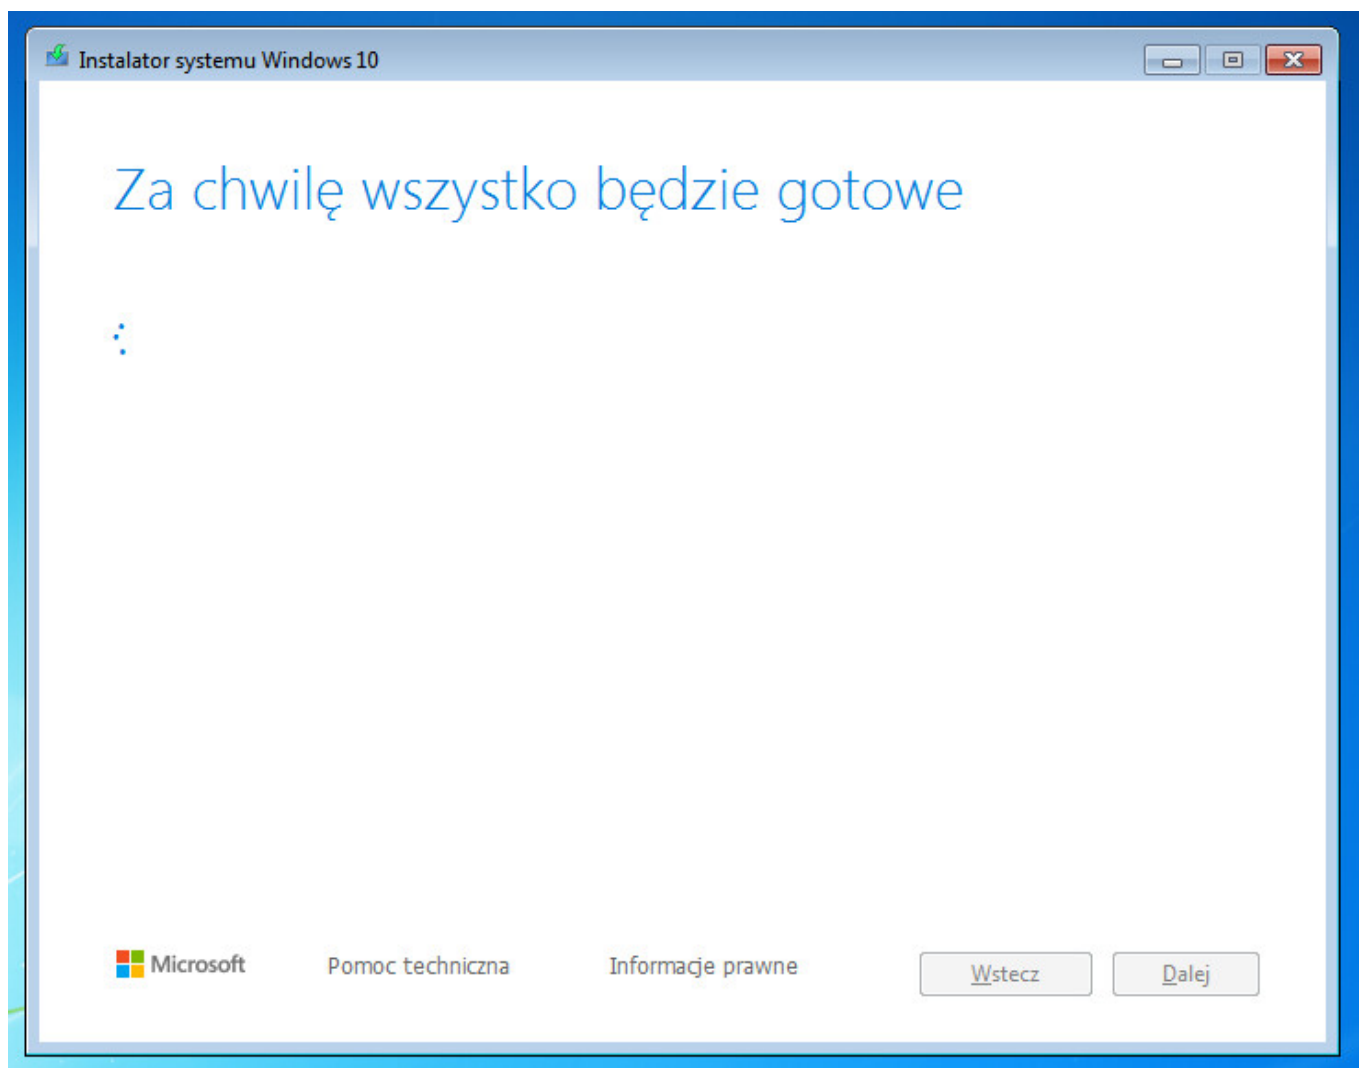 Instalator systemu Windows 10
Za chwilę wszystko będzie gotowe
Microsoft
Pomoc techniczna
Informacje prawne
Wstecz
Dalej